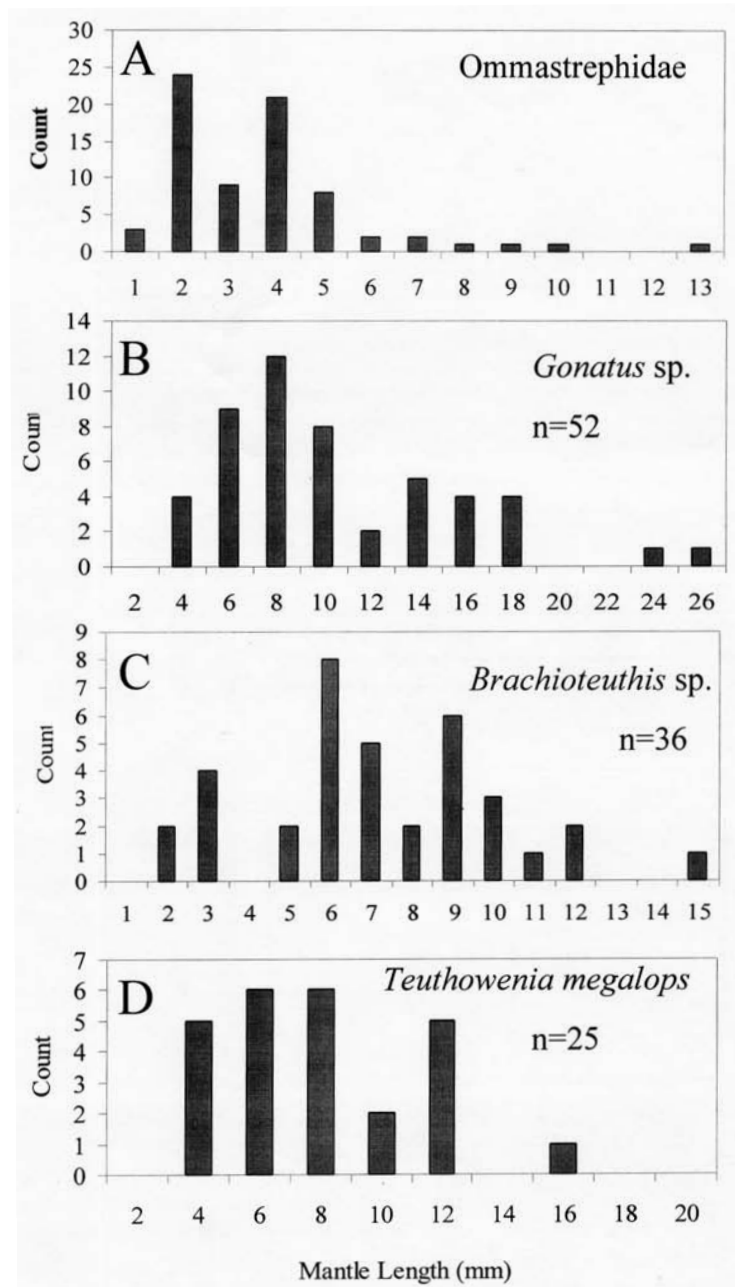 A
Ommastrephidae
Count
30
25
20
15
10
5
0
1 2 3 4 5 6 7 8 9 10 11 12 13
B
Gonatus sp.
n=52
Count
14
12
10
8
6
4
2
0
2 4 6 8 10 12 14 16 18 20 22 24 26
C
Brachioteuthis sp.
n=36
Count
9
8
7
6
5
4
3
2
1
0
1 2 3 4 5 6 7 8 9 10 11 12 13 14 15
D
Teuthowenia megalops
n=25
Count
7
6
5
4
3
2
1
0
2 4 6 8 10 12 14 16 18 20
Mantle Length (mm)